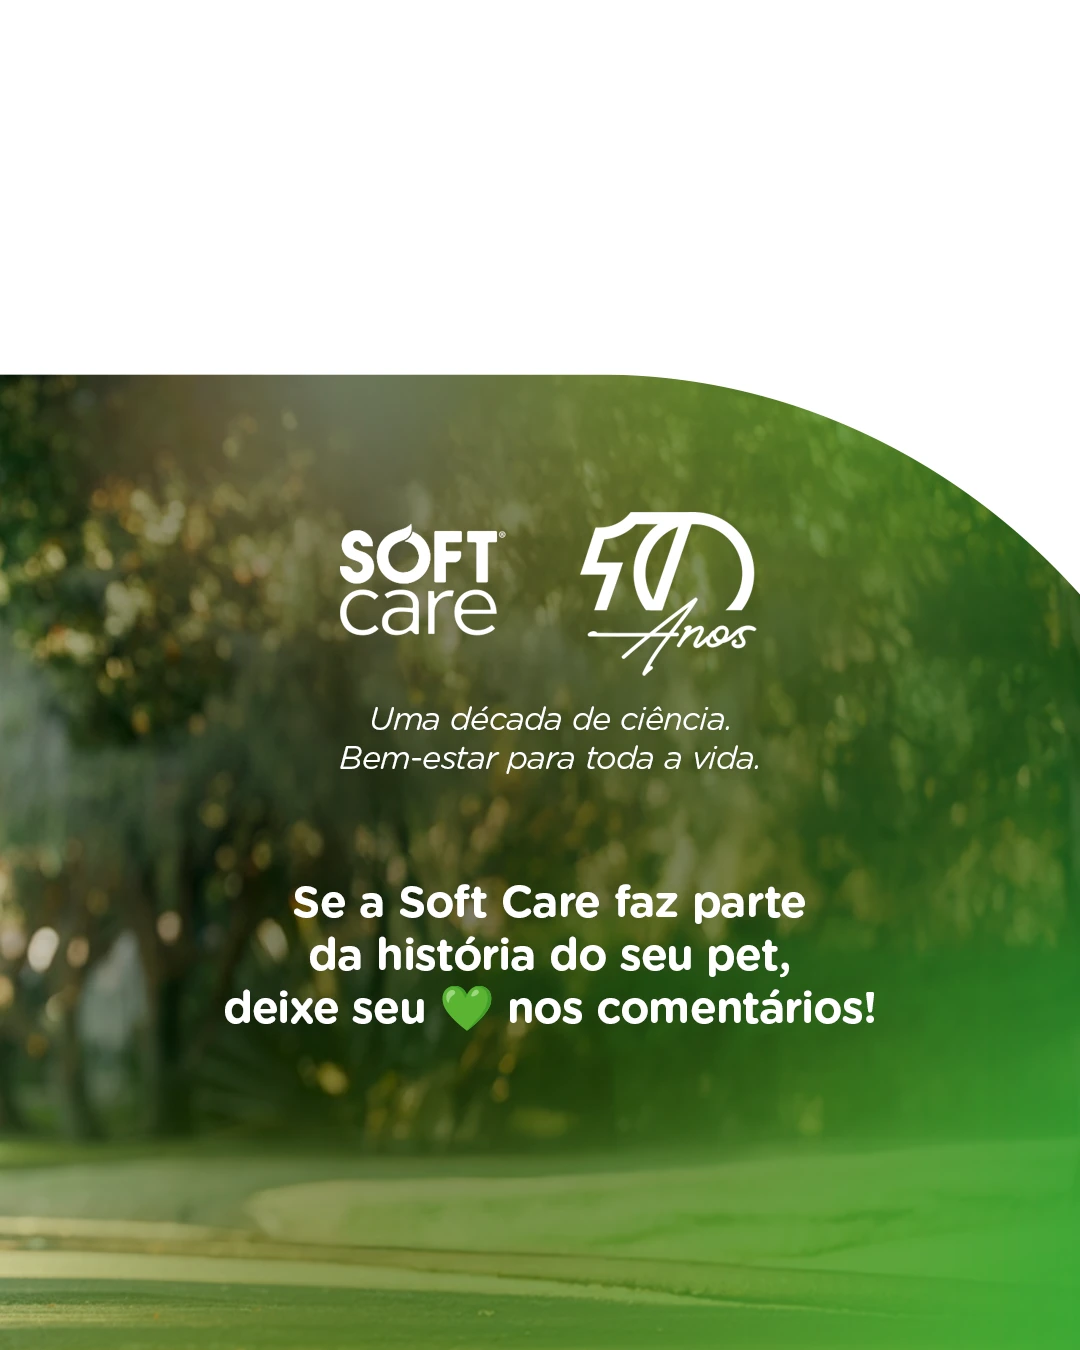 SOFT®
care
10
Anos
Uma década de ciência.
Bem-estar para toda a vida.
Se a Soft Care faz parte
da história do seu pet,
deixe seu 💚 nos comentários!